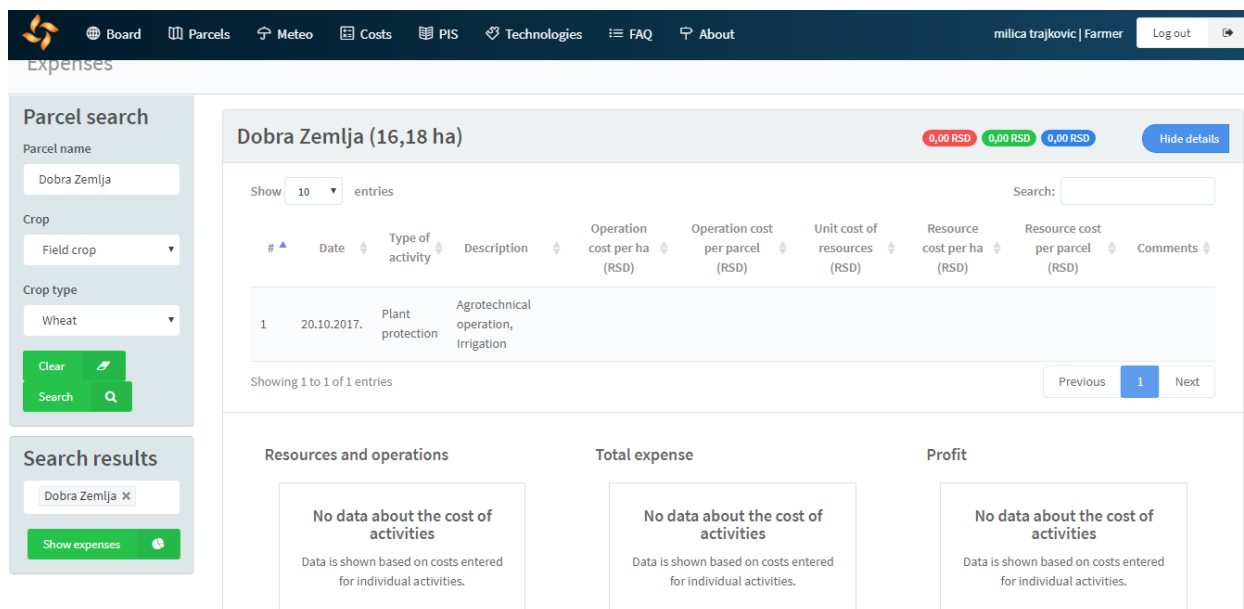 Board
Parcels
Meteo
Costs
PIS
Technologies
FAQ
About
milica trajkovic | Farmer
Log out
Expenses
Parcel search
Parcel name
Dobra Zemlja
Crop
Field crop
Crop type
Wheat
Clear
Search
Search results
Dobra Zemlja ×
Show expenses
Dobra Zemlja (16,18 ha)
0,00 RSD
0,00 RSD
0,00 RSD
Hide details
Show 10 entries
Search:
#
Date
Type of
activity
Description
Operation
cost per ha
(RSD)
Operation cost
per parcel
(RSD)
Unit cost of
resources
(RSD)
Resource
cost per ha
(RSD)
Resource cost
per parcel
(RSD)
Comments
1
20.10.2017.
Plant
protection
Agrotechnical
operation,
Irrigation
Showing 1 to 1 of 1 entries
Previous
1
Next
Resources and operations
No data about the cost of
activities
Data is shown based on costs entered
for individual activities.
Total expense
No data about the cost of
activities
Data is shown based on costs entered
for individual activities.
Profit
No data about the cost of
activities
Data is shown based on costs entered
for individual activities.